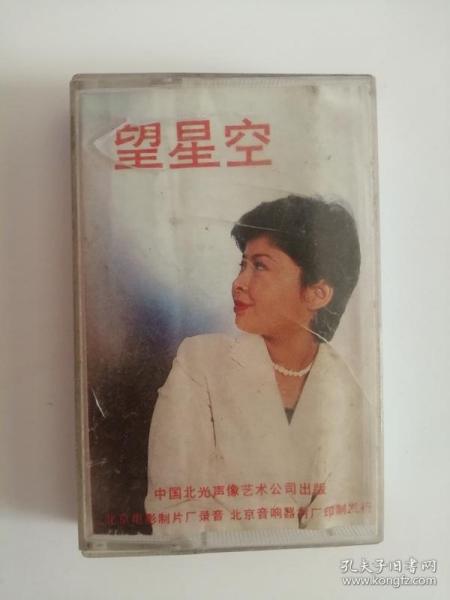 望星空
中国北光声像艺术公司出版
北京电影制片厂录音 北京音响器材厂印制发行
孔夫子旧书网
www.kongfz.com